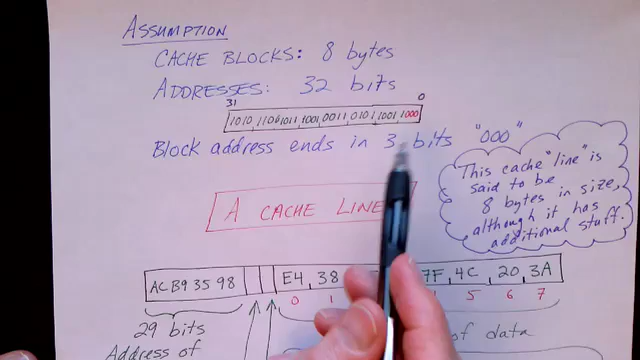 ASSUMPTION
CACHE BLOCKS: 8 bytes
ADDRESSES: 32 bits
31 0
1010 1100 1011 1001 0011 0101 1001 1000
Block address ends in 3 bits "000"
This cache "line" is
said to be
8 bytes in size,
although it has
additional stuff.
A CACHE LINE
ACB9 35 98 E4 38 7F 4C 20 3A
0 1 5 6 7
29 bits
of data
Address of